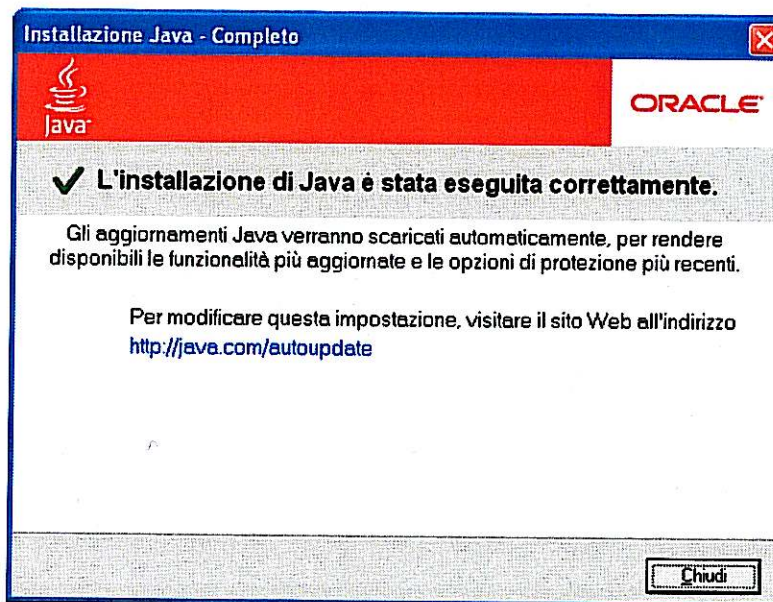 Installazione Java - Completo
Java
ORACLE
L'installazione di Java è stata eseguita correttamente.
Gli aggiornamenti Java verranno scaricati automaticamente, per rendere
disponibili le funzionalità più aggiornate e le opzioni di protezione più recenti.
Per modificare questa impostazione, visitare il sito Web all'indirizzo
http://java.com/autoupdate
Chiudi